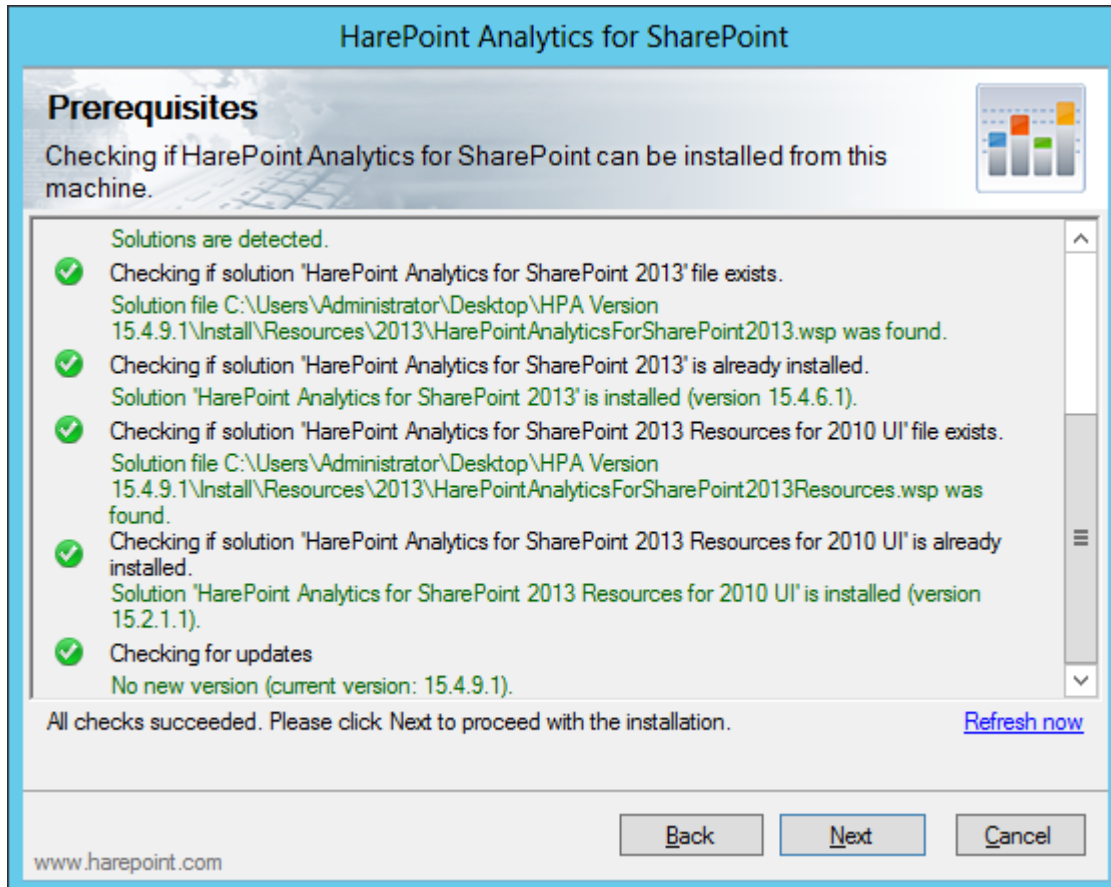 HarePoint Analytics for SharePoint
Prerequisites
Checking if HarePoint Analytics for SharePoint can be installed from this
machine.
Solutions are detected.
Checking if solution 'HarePoint Analytics for SharePoint 2013' file exists.
Solution file C:\Users\Administrator\Desktop\HPA Version
15.4.9.1\Install\Resources\2013\HarePointAnalyticsForSharePoint2013.wsp was found.
Checking if solution 'HarePoint Analytics for SharePoint 2013' is already installed.
Solution 'HarePoint Analytics for SharePoint 2013' is installed (version 15.4.6.1).
Checking if solution 'HarePoint Analytics for SharePoint 2013 Resources for 2010 UI' file exists.
Solution file C:\Users\Administrator\Desktop\HPA Version
15.4.9.1\Install\Resources\2013\HarePointAnalyticsForSharePoint2013Resources.wsp was
found.
Checking if solution 'HarePoint Analytics for SharePoint 2013 Resources for 2010 UI' is already
installed.
Solution 'HarePoint Analytics for SharePoint 2013 Resources for 2010 UI' is installed (version
15.2.1.1).
Checking for updates
No new version (current version: 15.4.9.1).
All checks succeeded. Please click Next to proceed with the installation.
Refresh now
Back
Next
Cancel
www.harepoint.com